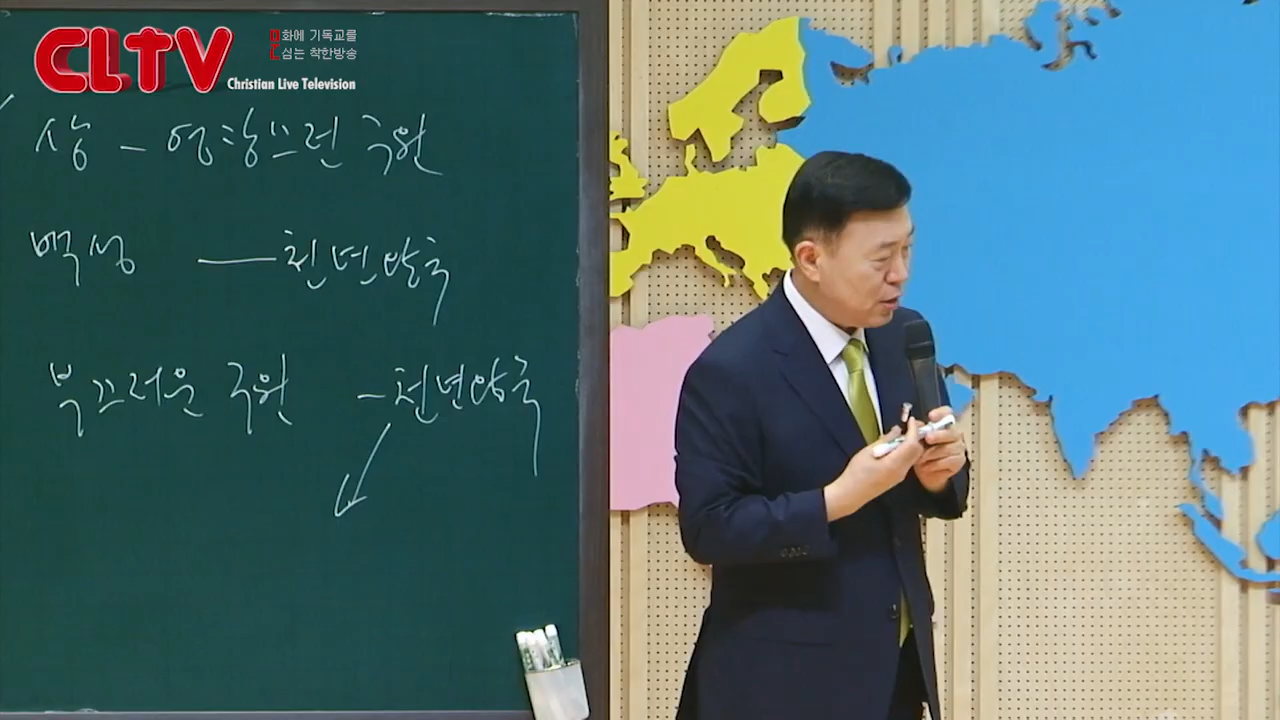 CLTV
문화에 기독교를
심는 착한방송
Christian Live Television
상 - 영광스런 구원
백성 — 천년왕국
부끄러운 구원 - 천년왕국